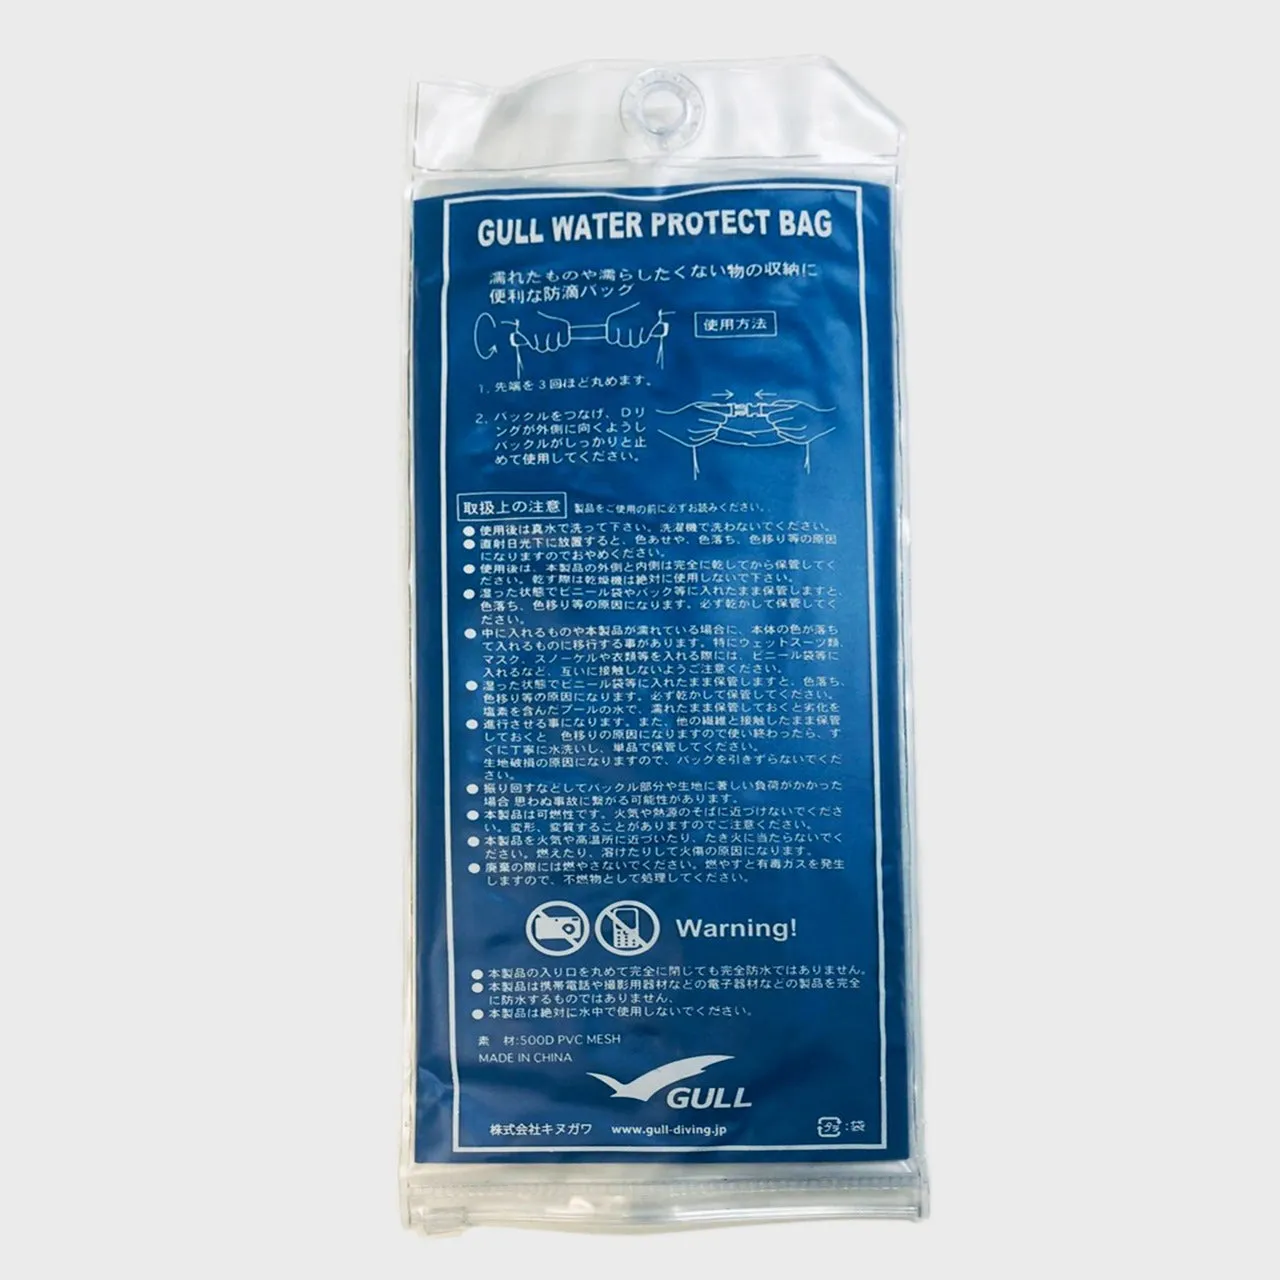 GULL WATER PROTECT BAG
濡れたものや濡らしたくない物の収納に
便利な防滴バッグ
使用方法
1. 先端を3回ほど丸めます。
2. バックルをつなげ、Dリ
ングが外側に向くようし
バックルがしっかりと止
めて使用してください。
取扱上の注意 製品をご使用の前に必ずお読みください。
●使用後は真水で洗って下さい。洗濯機で洗わないでください。
●直射日光下に放置すると、色あせや、色落ち、色移り等の原因
になりますのでおやめください。
●使用後は、本製品の外側と内側は完全に乾してから保管してく
ださい。乾す際は乾燥機は絶対に使用しないで下さい。
●湿った状態でビニール袋やバック等に入れたまま保管しますと、
色落ち、色移り等の原因になります。必ず乾かして保管してく
ださい。
●中に入れるものや本製品が濡れている場合に、本体の色が落ち
て入れるものに移行する事があります。特にウェットスーツ類、
マスク、スノーケルや衣類等を入れる際には、ビニール袋等に
入れるなど、互いに接触しないようご注意ください。
●湿った状態でビニール袋等に入れたまま保管しますと、色落ち、
色移り等の原因になります。必ず乾かして保管してください。
塩素を含んだプールの水で、濡れたまま保管しておくと劣化を
●進行させる事になります。また、他の繊維と接触したまま保管
しておくと 色移りの原因になりますので使い終わったら、す
ぐに丁寧に水洗いし、単品で保管してください。
生地破損の原因になりますので、バッグを引きずらないでくだ
さい。
●振り回すなどしてバックル部分や生地に著しい負荷がかかった
場合 思わぬ事故に繋がる可能性があります。
●本製品は可燃性です。火気や熱源のそばに近づけないでくださ
い。変形、変質することがありますのでご注意ください。
●本製品を火気や高温所に近づいたり、たき火に当たらないでく
ださい。燃えたり、溶けたりして火傷の原因になります。
●廃棄の際には燃やさないでください。燃やすと有毒ガスを発生
しますので、不燃物として処理してください。
Warning!
●本製品の入り口を丸めて完全に閉じても完全防水ではありません。
●本製品は携帯電話や撮影用器材などの電子器材などの製品を完全
に防水するものではありません、
●本製品は絶対に水中で使用しないでください。
素 材:500D PVC MESH
MADE IN CHINA
GULL
株式会社キヌガワ www.gull-diving.jp
プラ:袋